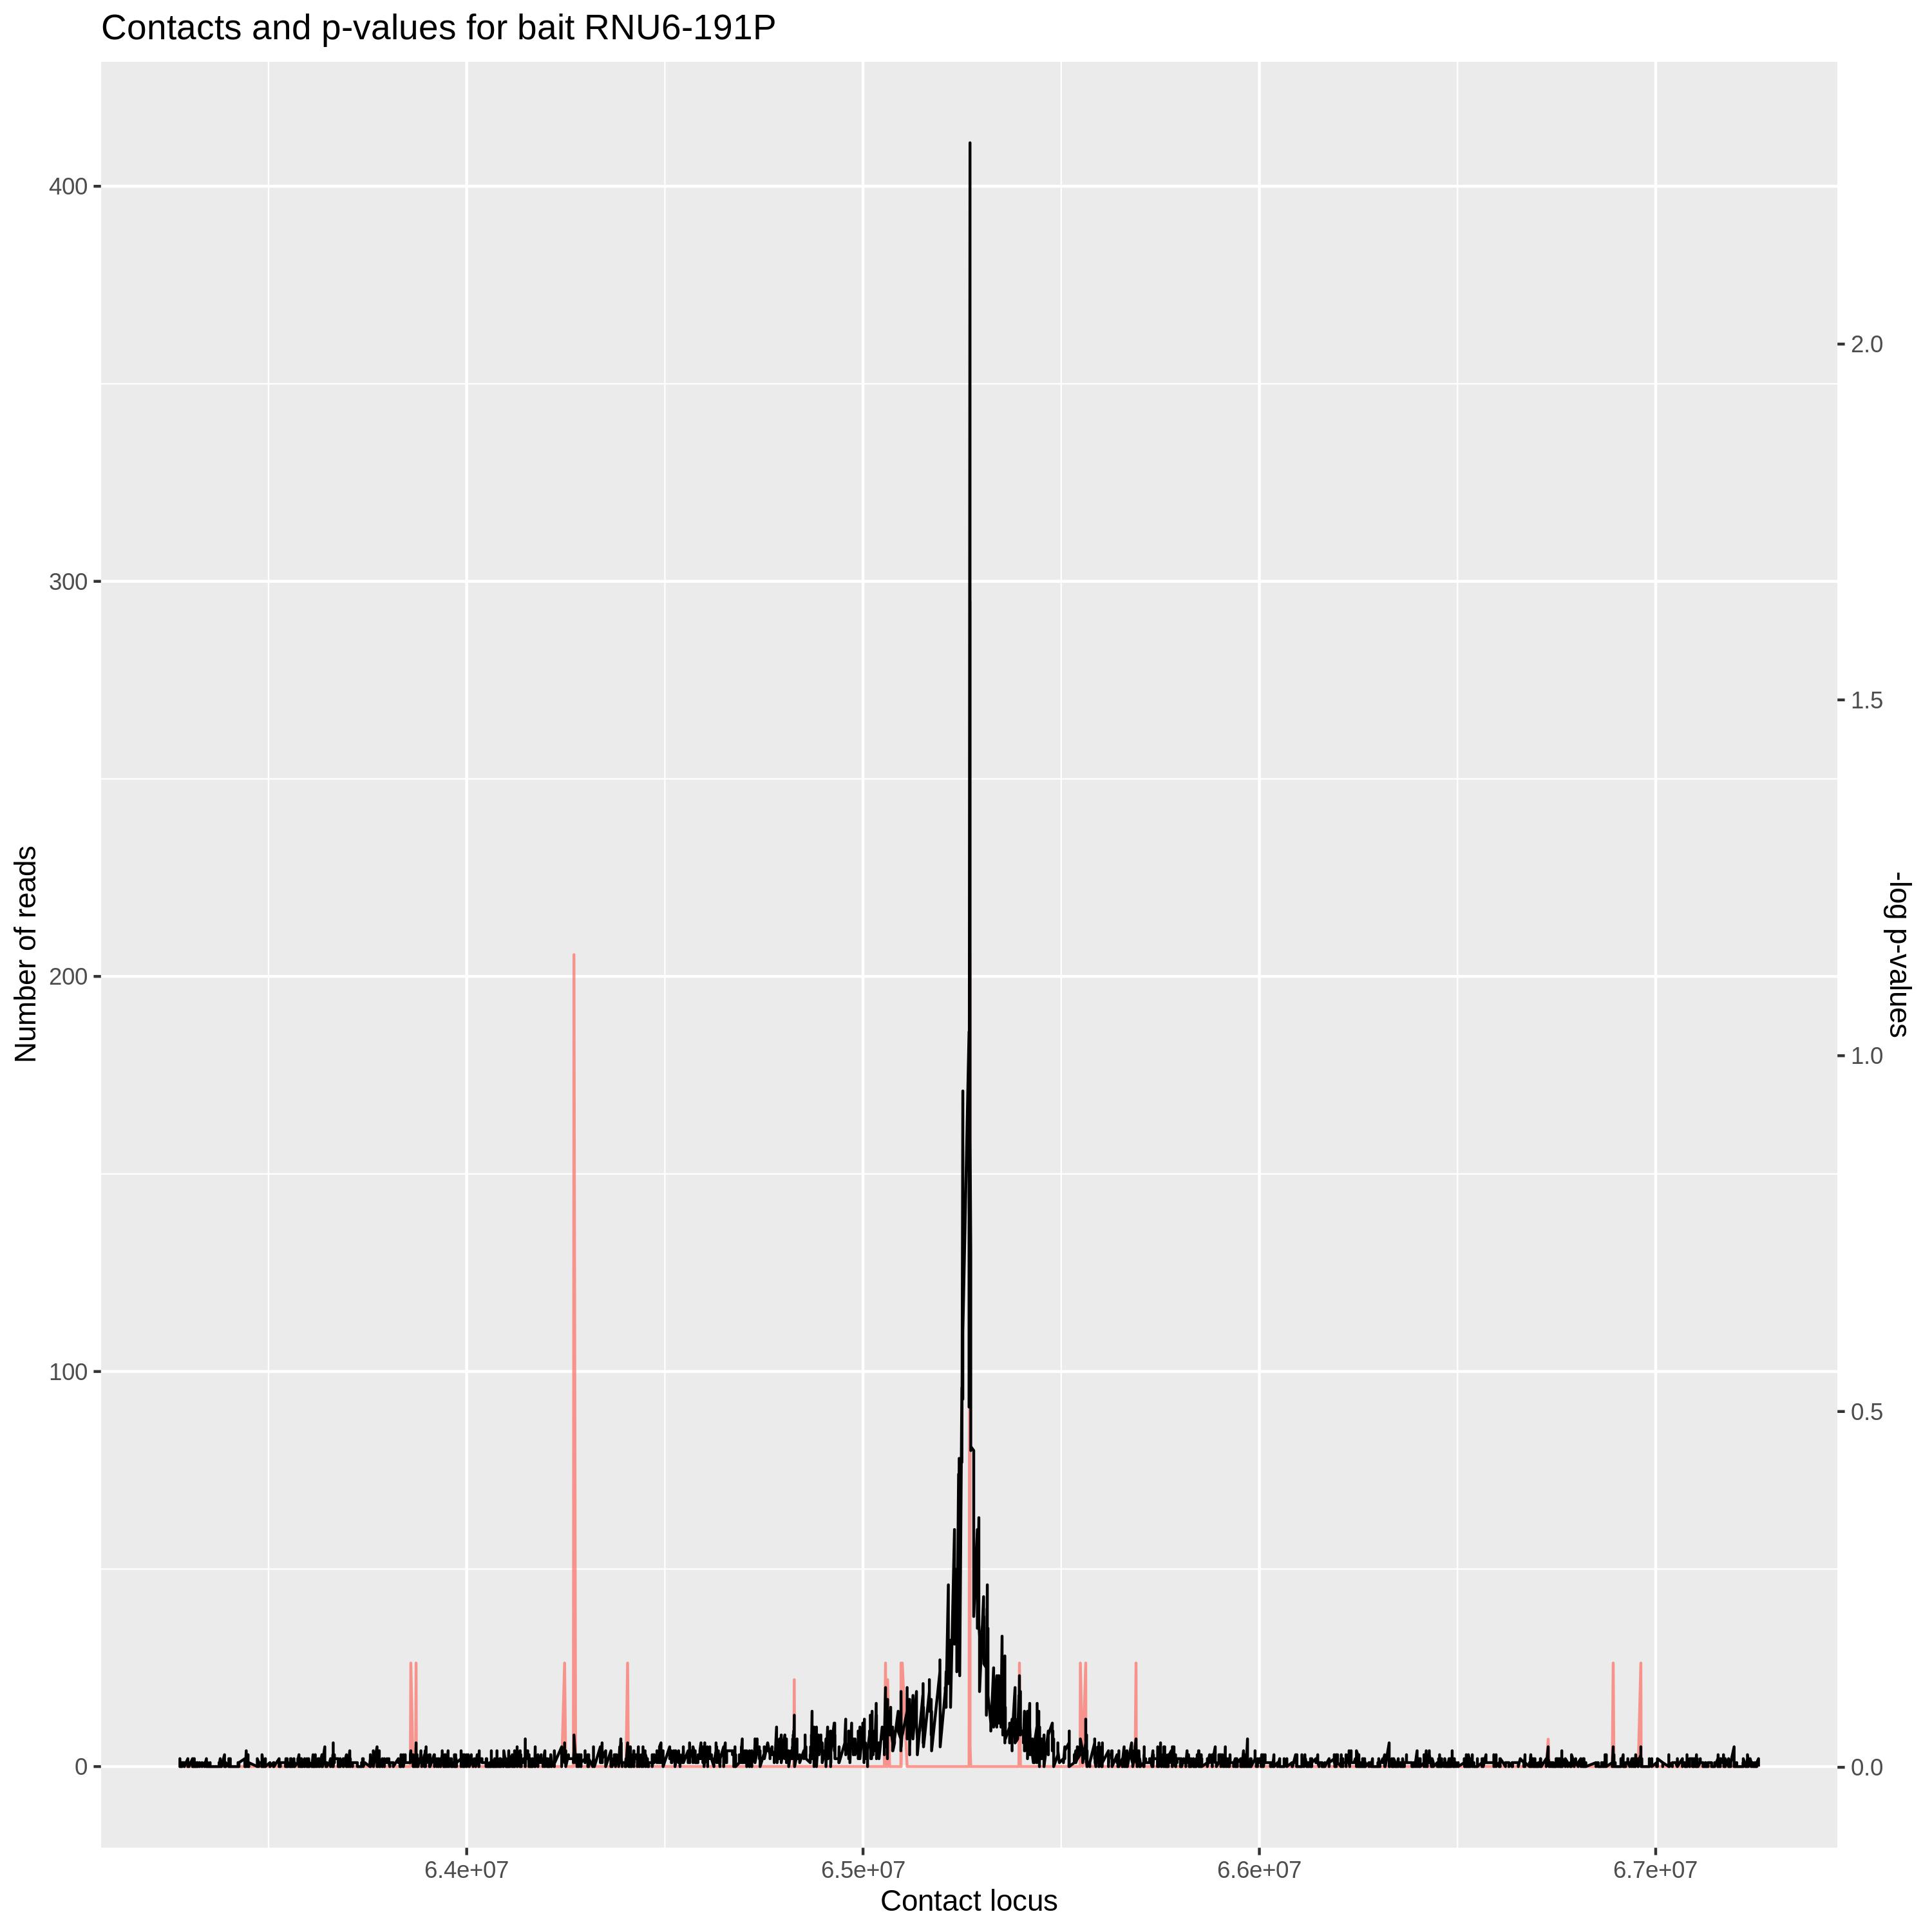 Contacts and p-values for bait RNU6-191P
400
300
200
100
0
Number of reads
2.0
1.5
1.0
0.5
0.0
-log p-values
6.4e+07
6.5e+07
6.6e+07
6.7e+07
Contact locus